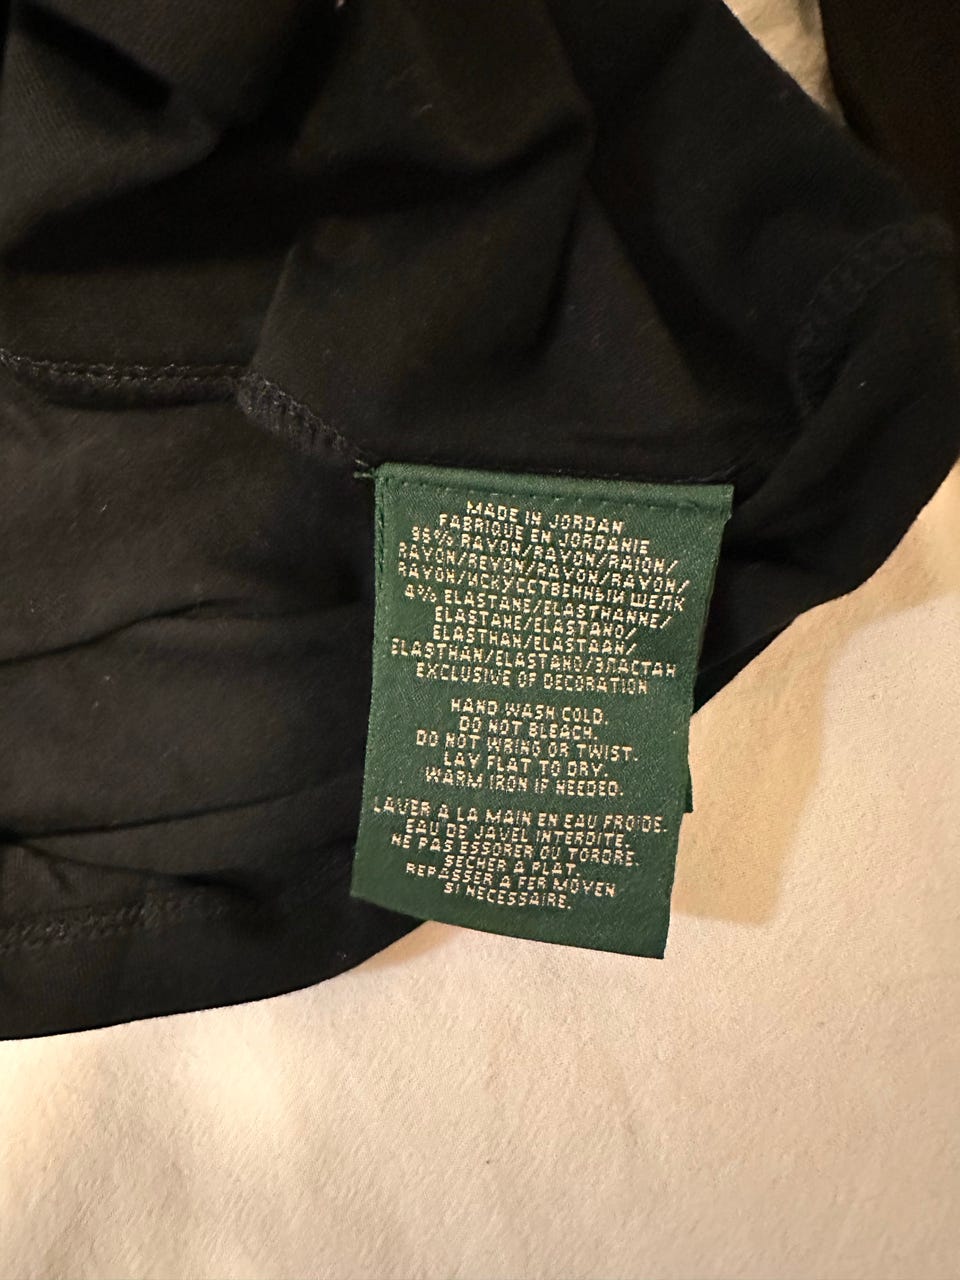 MADE IN JORDAN
FABRIQUE EN JORDANIE
96% RAYON/RAYON/RAION/
RAYON/REYON/RAYON/RAYON/
RAYON/ИСКУССТВЕННЫЙ ШЕЛК
4% ELASTANE/ELASTHANNE/
ELASTANE/ELASTANO/
ELASTHAN/ELASTAAN/
ELASTHAN/ELASTANO/ЭЛАСТАН
EXCLUSIVE OF DECORATION
HAND WASH COLD.
DO NOT BLEACH.
DO NOT WRING OR TWIST.
LAY FLAT TO DRY.
WARM IRON IF NEEDED.
LAVER A LA MAIN EN EAU FROIDE.
EAU DE JAVEL INTERDITE.
NE PAS ESSORER OU TORDRE.
SECHER A PLAT.
REPASSER A FER MOYEN
SI NECESSAIRE.